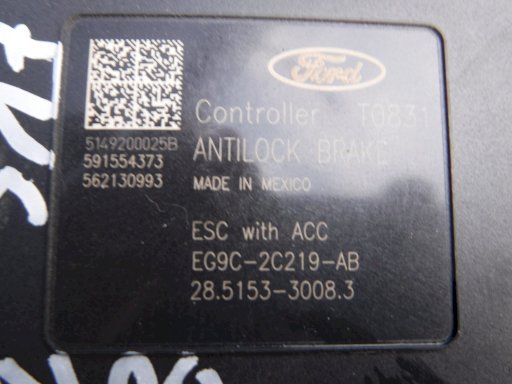 Ford
Controller T0831
5149200025B
591554373
562130993
ANTILOCK BRAKE
MADE IN MEXICO
ESC with ACC
EG9C-2C219-AB
28.5153-3008.3